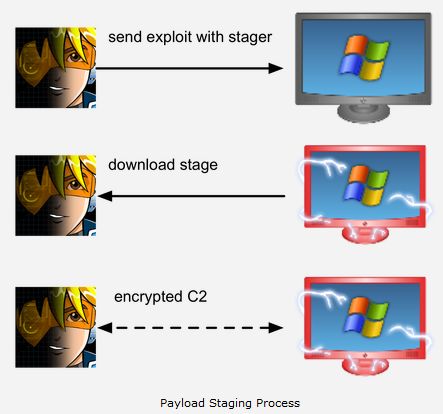 send exploit with stager
download stage
encrypted C2
Payload Staging Process